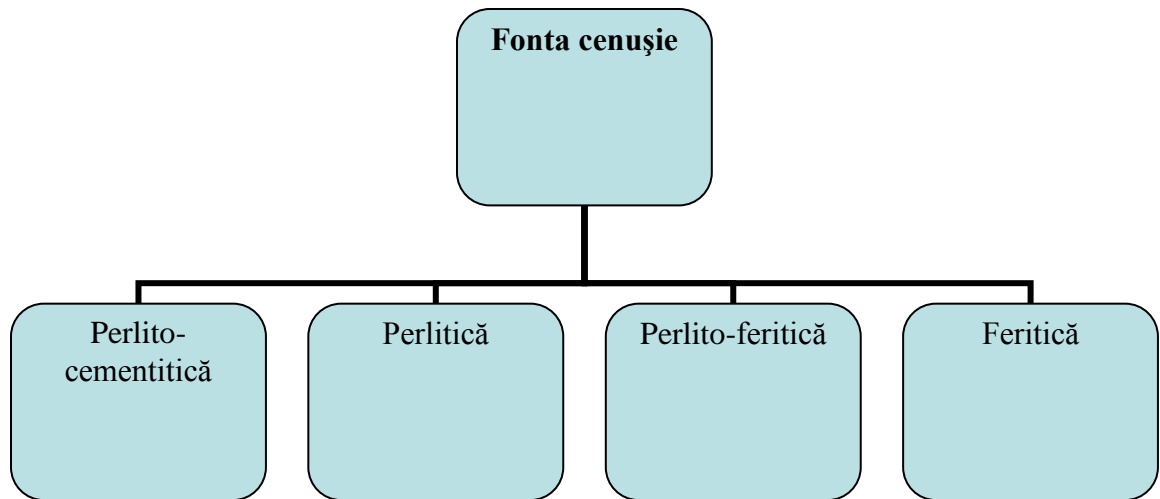 Fonta cenuşie
Perlito-
cementitică
Perlitică
Perlito-feritică
Feritică